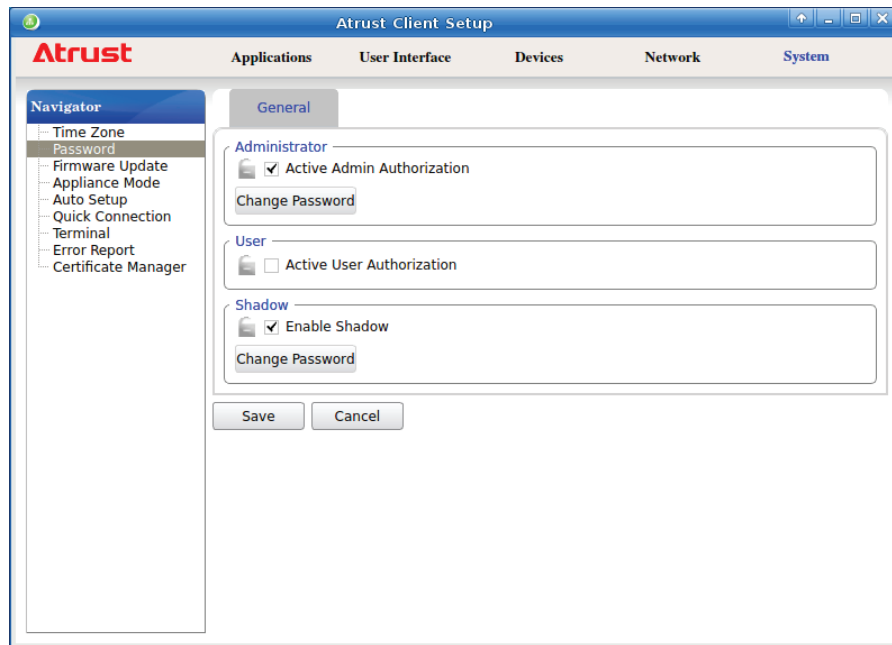 Atrust Client Setup
Atrust
Applications User Interface Devices Network System
Navigator
Time Zone
Password
Firmware Update
Appliance Mode
Auto Setup
Quick Connection
Terminal
Error Report
Certificate Manager
General
Administrator
Active Admin Authorization
Change Password
User
Active User Authorization
Shadow
Enable Shadow
Change Password
Save Cancel